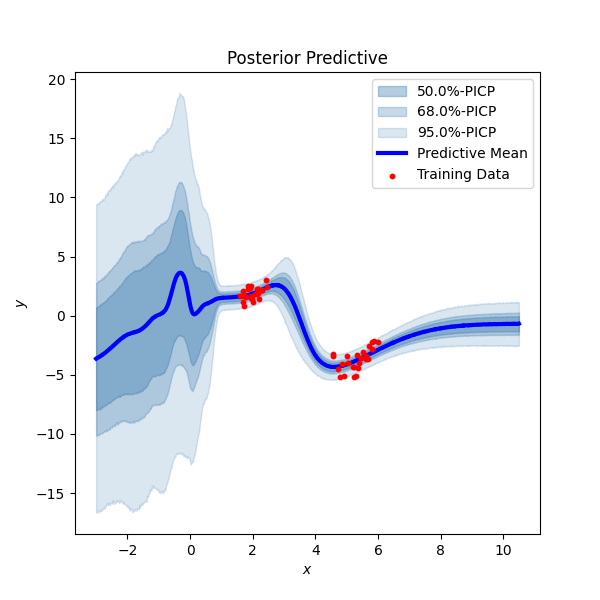 Posterior Predictive
50.0%-PICP
68.0%-PICP
95.0%-PICP
Predictive Mean
Training Data
20
15
10
5
0
−5
−10
−15
y
−2
0
2
4
6
8
10
x